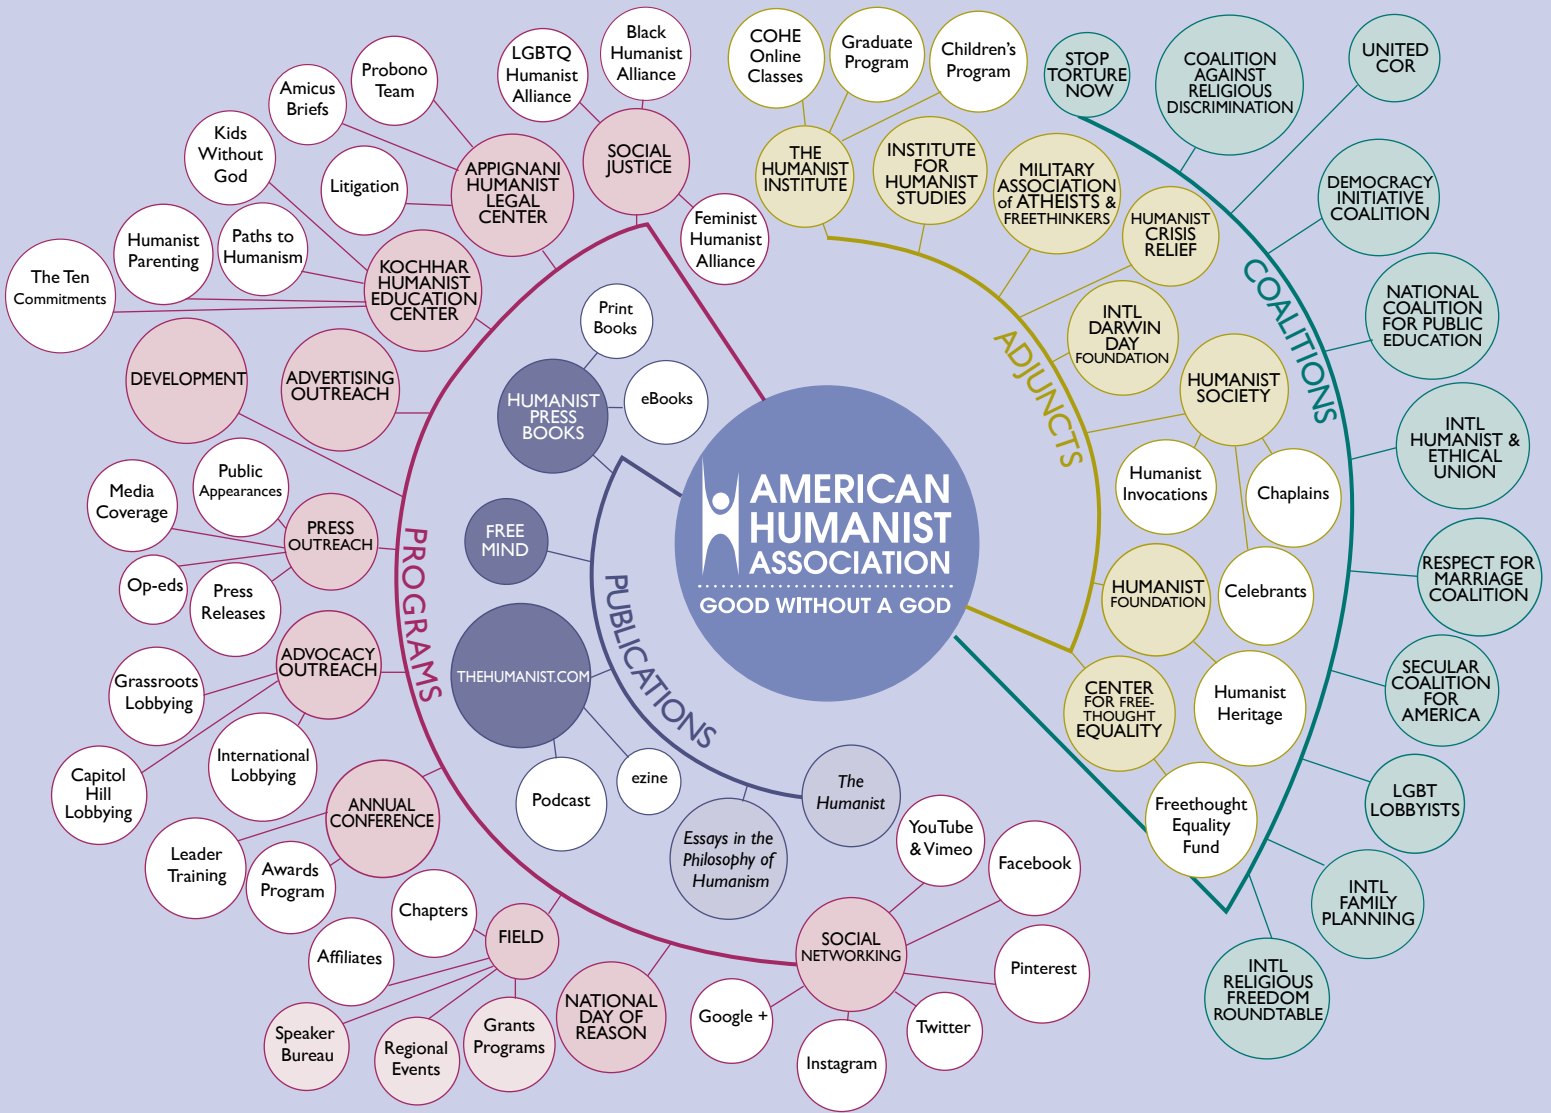 AMERICAN
HUMANIST
ASSOCIATION
GOOD WITHOUT A GOD
PROGRAMS
SOCIAL
JUSTICE
LGBTQ
Humanist
Alliance
Black
Humanist
Alliance
Feminist
Humanist
Alliance
APPIGNANI
HUMANIST
LEGAL
CENTER
Probono
Team
Amicus
Briefs
Litigation
KOCHHAR
HUMANIST
EDUCATION
CENTER
Kids
Without
God
Paths to
Humanism
Humanist
Parenting
The Ten
Commitments
ADVERTISING
OUTREACH
DEVELOPMENT
PRESS
OUTREACH
Public
Appearances
Media
Coverage
Op-eds
Press
Releases
ADVOCACY
OUTREACH
Grassroots
Lobbying
International
Lobbying
Capitol
Hill
Lobbying
ANNUAL
CONFERENCE
Leader
Training
Awards
Program
FIELD
Chapters
Affiliates
Speaker
Bureau
Regional
Events
Grants
Programs
NATIONAL
DAY OF
REASON
SOCIAL
NETWORKING
YouTube
& Vimeo
Facebook
Pinterest
Twitter
Instagram
Google +
PUBLICATIONS
HUMANIST
PRESS
BOOKS
Print
Books
eBooks
FREE
MIND
THEHUMANIST.COM
Podcast
ezine
Essays in the
Philosophy of
Humanism
The
Humanist
ADJUNCTS
THE
HUMANIST
INSTITUTE
COHE
Online
Classes
Graduate
Program
Children's
Program
INSTITUTE
FOR
HUMANIST
STUDIES
MILITARY
ASSOCIATION
of ATHEISTS &
FREETHINKERS
HUMANIST
CRISIS
RELIEF
INTL
DARWIN
DAY
FOUNDATION
HUMANIST
SOCIETY
Humanist
Invocations
Chaplains
Celebrants
HUMANIST
FOUNDATION
Humanist
Heritage
CENTER
FOR FREE-
THOUGHT
EQUALITY
Freethought
Equality
Fund
COALITIONS
STOP
TORTURE
NOW
COALITION
AGAINST
RELIGIOUS
DISCRIMINATION
UNITED
COR
DEMOCRACY
INITIATIVE
COALITION
NATIONAL
COALITION
FOR PUBLIC
EDUCATION
INTL
HUMANIST &
ETHICAL
UNION
RESPECT FOR
MARRIAGE
COALITION
SECULAR
COALITION
FOR
AMERICA
LGBT
LOBBYISTS
INTL
FAMILY
PLANNING
INTL
RELIGIOUS
FREEDOM
ROUNDTABLE